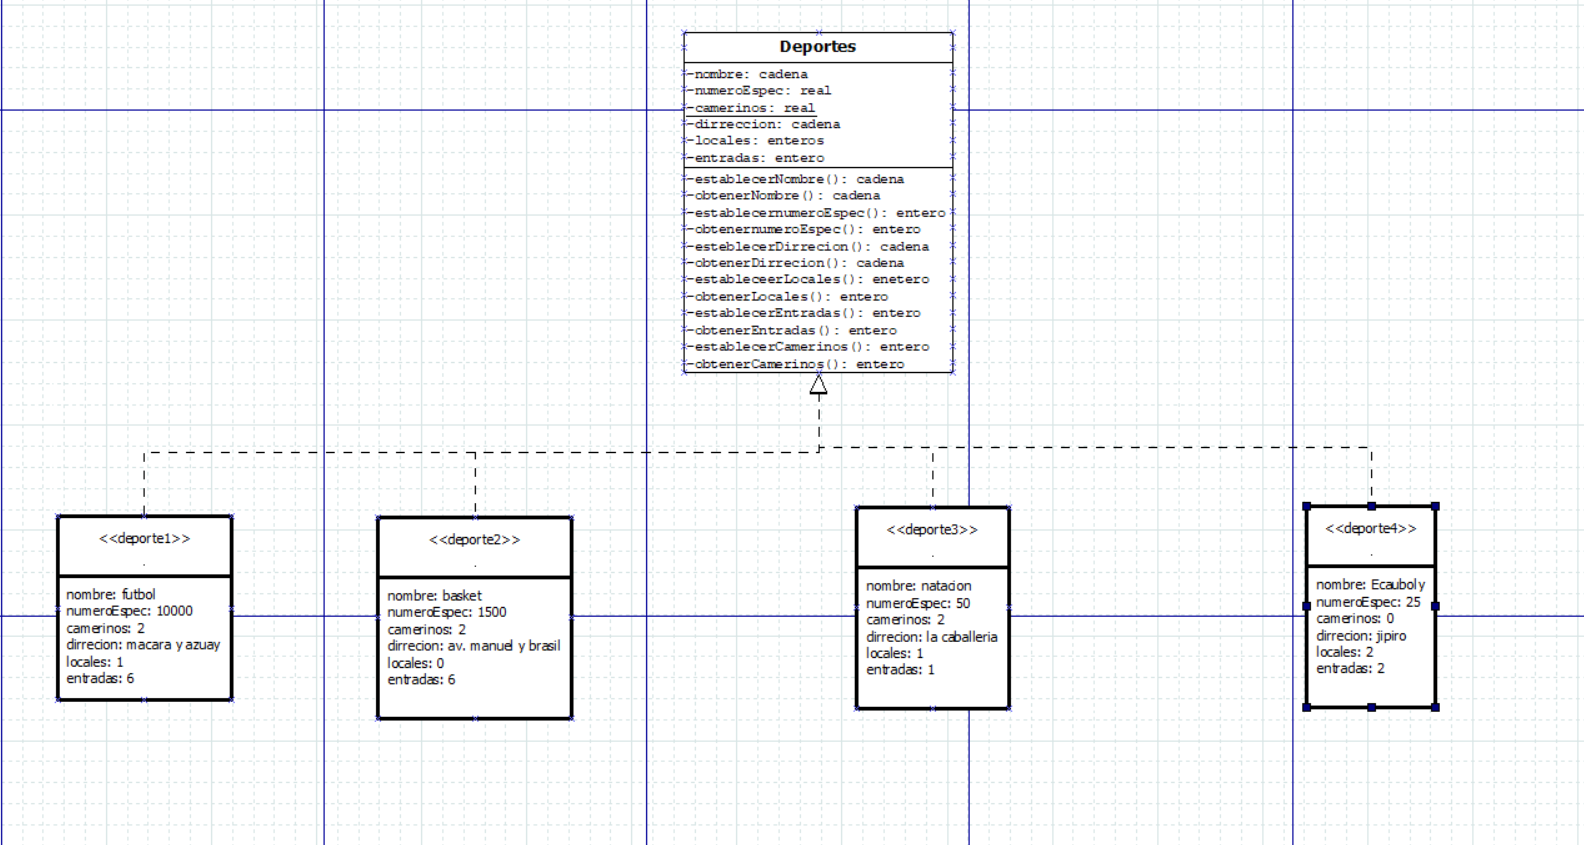 Deportes
-nombre: cadena
-numeroEspec: real
-camerinos: real
-dirreccion: cadena
-locales: enteros
-entradas: entero
-establecerNombre(): cadena
-obtenerNombre(): cadena
-establecernumeroEspec(): entero
-obtenernumeroEspec(): entero
-esteblecerDirrecion(): cadena
-obtenerDirrecion(): cadena
-estableceerLocales(): enetero
-obtenerLocales(): entero
-establecerEntradas(): entero
-obtenerEntradas(): entero
-establecerCamerinos(): entero
-obtenerCamerinos(): entero
<<deporte1>>
.
nombre: futbol
numeroEspec: 10000
camerinos: 2
dirrecion: macara y azuay
locales: 1
entradas: 6
<<deporte2>>
.
nombre: basket
numeroEspec: 1500
camerinos: 2
dirrecion: av. manuel y brasil
locales: 0
entradas: 6
<<deporte3>>
.
nombre: natacion
numeroEspec: 50
camerinos: 2
dirrecion: la caballeria
locales: 1
entradas: 1
<<deporte4>>
.
nombre: Ecauboly
numeroEspec: 25
camerinos: 0
dirrecion: jipiro
locales: 2
entradas: 2